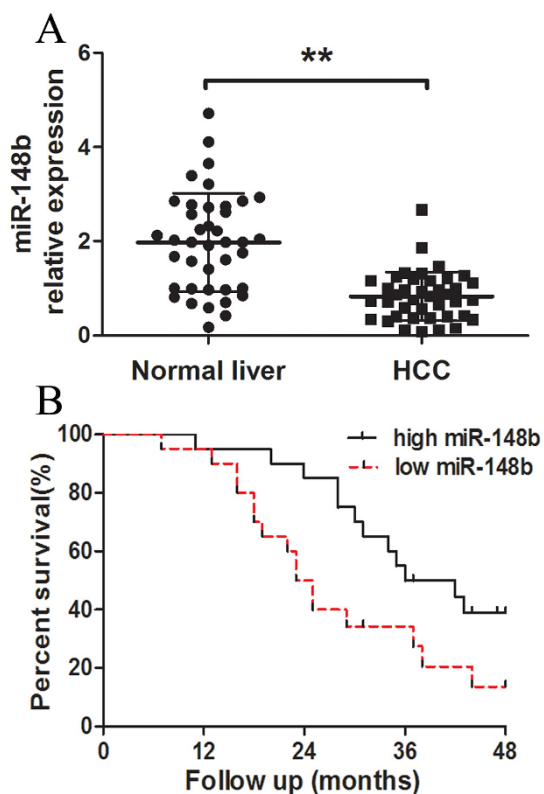 A
miR-148b
relative expression
6
4
2
0
**
Normal liver
HCC
B
Percent survival(%)
100
80
60
40
20
0
high miR-148b
low miR-148b
0
12
24
36
48
Follow up (months)